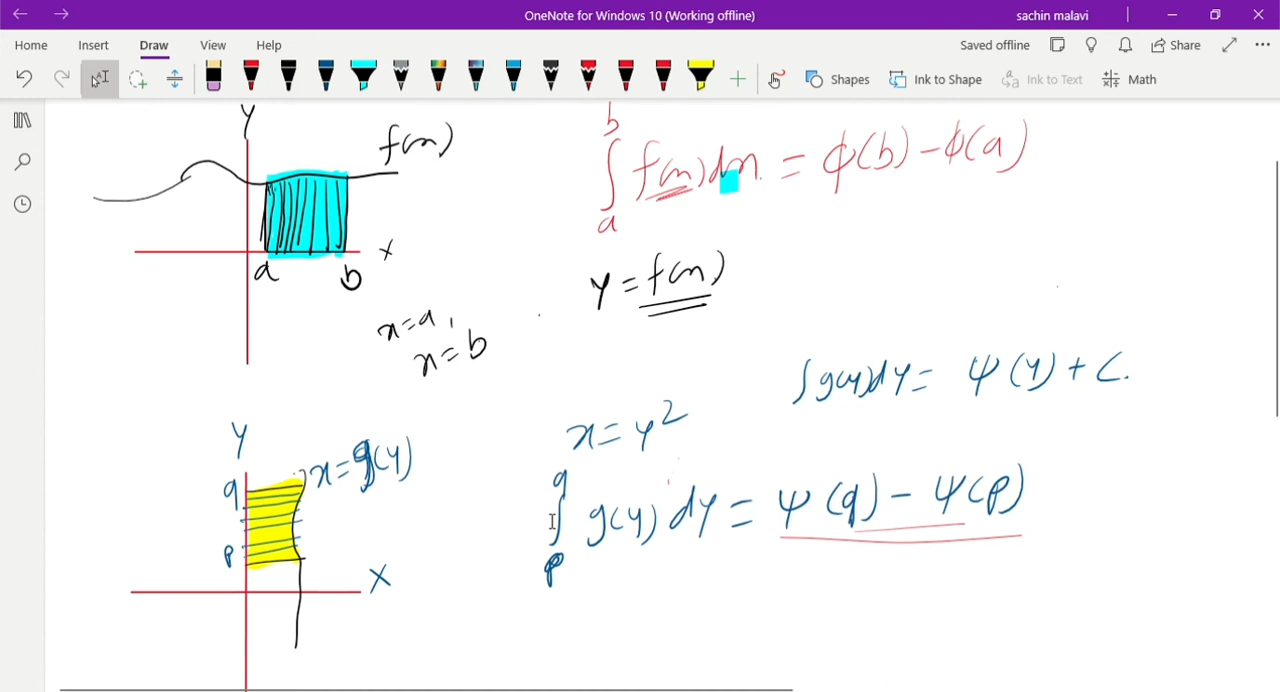 OneNote for Windows 10 (Working offline)
sachin malavi
Home Insert Draw View Help
Saved offline
Share
Shapes
Ink to Shape
Ink to Text
Math
Y
f(x)
a b
X
x=a,
x=b
b
∫ f(x)dx. = φ(b) - φ(a)
a
y = f(x)
∫g(y)dy = ψ(y) + C.
x = y²
Y
x=g(y)
q
p
X
q
∫ g(y) dy = ψ(q) - ψ(p)
p